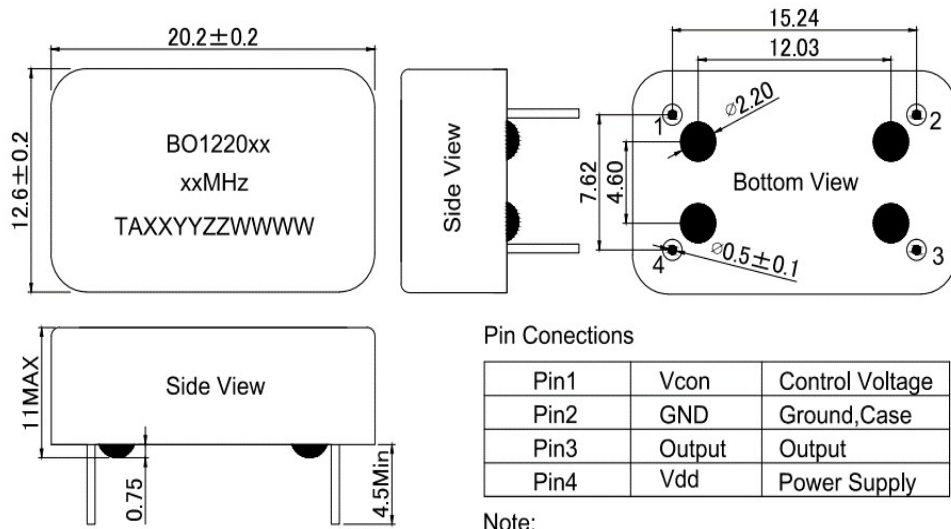 20.2±0.2
12.6±0.2
BO1220xx
xxMHz
TAXXYYZZWWWW
Side View
15.24
12.03
⌀2.20
1
2
7.62
4.60
Bottom View
4
⌀0.5±0.1
3
11MAX
Side View
0.75
4.5Min
Pin Conections
Pin1 Vcon Control Voltage
Pin2 GND Ground,Case
Pin3 Output Output
Pin4 Vdd Power Supply
Note: